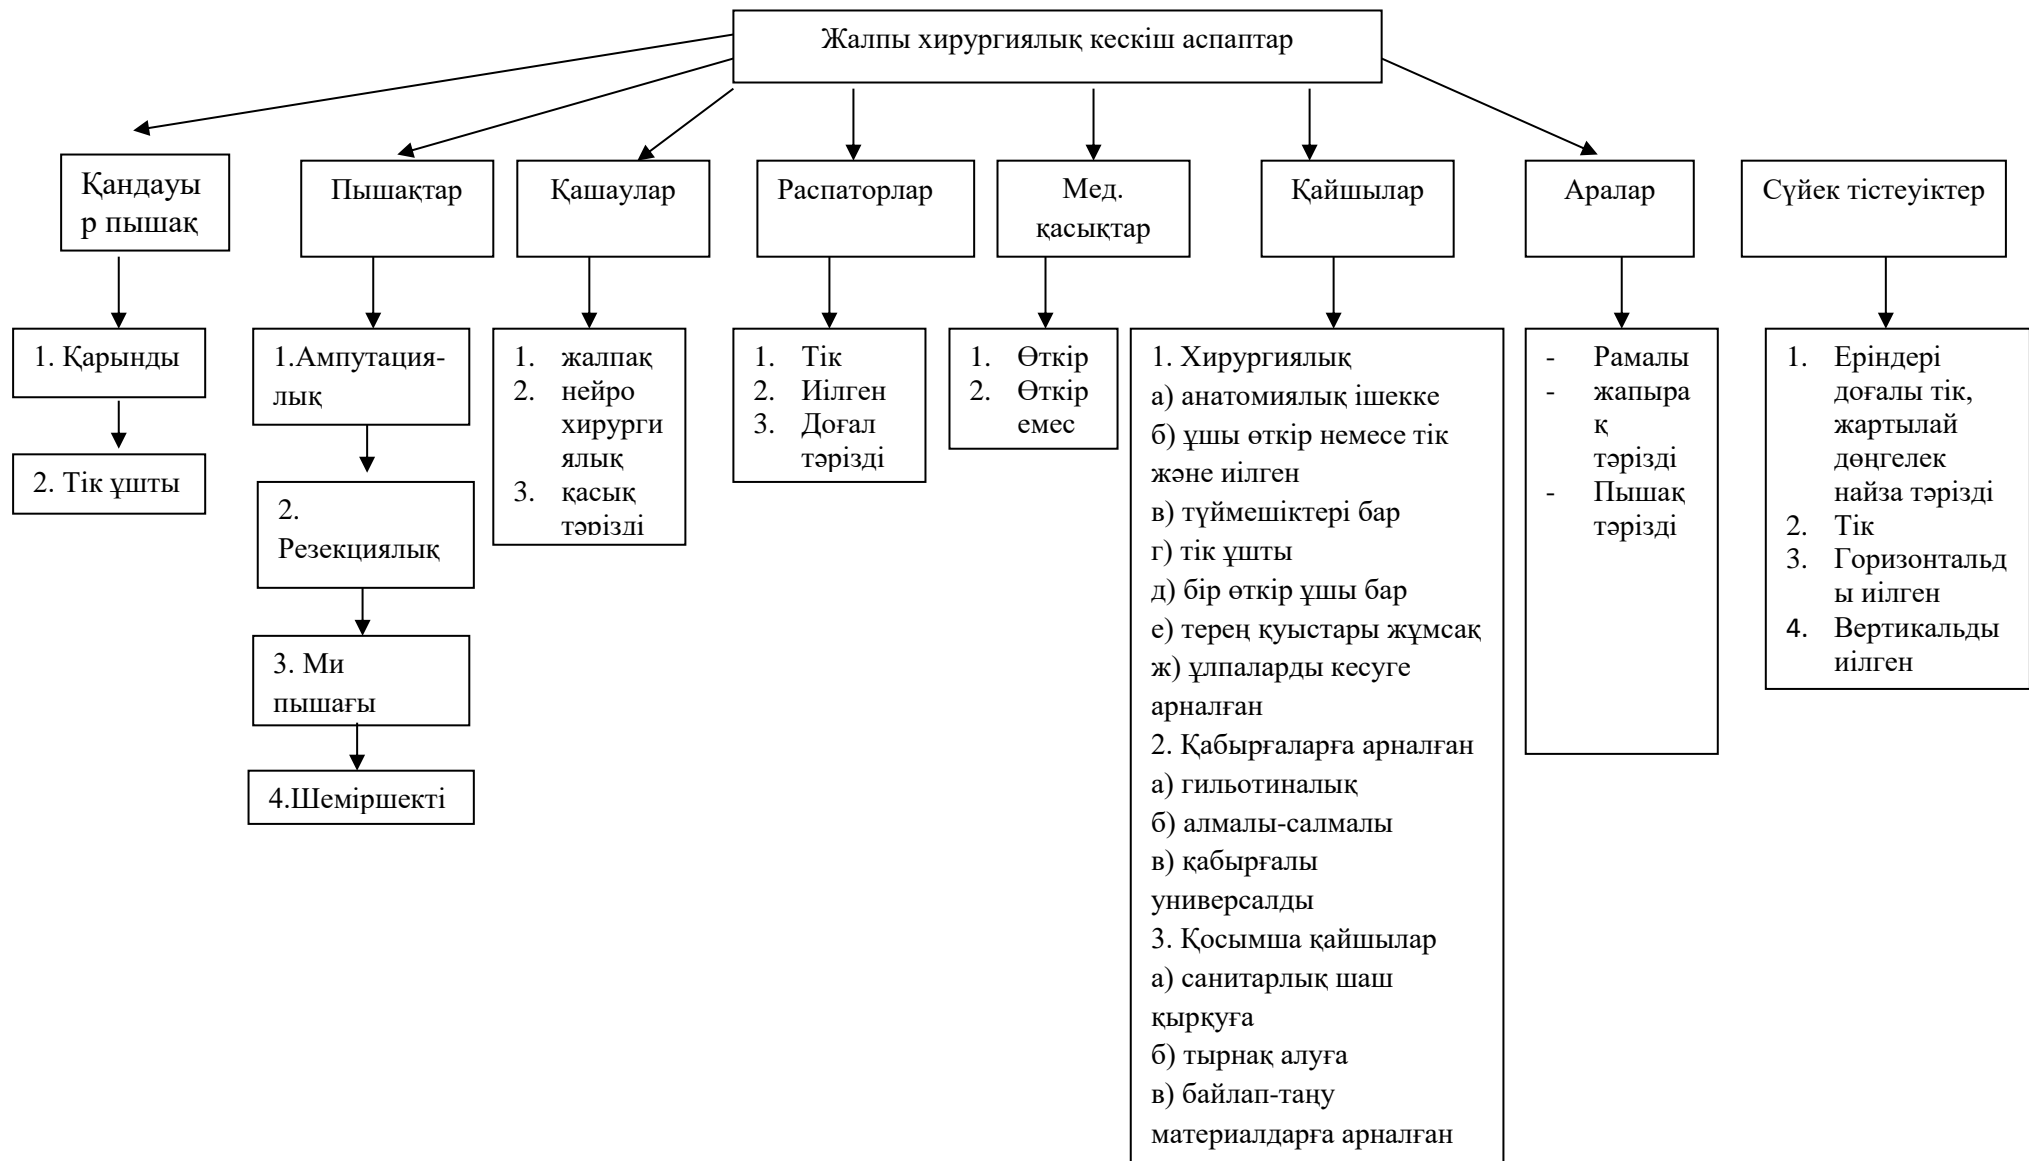 Жалпы хирургиялық кескіш аспаптар
Қандауы
р пышақ
Пышақтар
Қашаулар
Распаторлар
Мед.
қасықтар
Қайшылар
Аралар
Сүйек тістеуіктер
1. Қарынды
2. Тік ұшты
1.Ампутация-
лық
2.
Резекциялық
3. Ми
пышағы
4.Шеміршекті
1. жалпақ
2. нейро
хирурги
ялық
3. қасық
тәрізді
1. Тік
2. Иілген
3. Доғал
тәрізді
1. Өткір
2. Өткір
емес
1. Хирургиялық
а) анатомиялық ішекке
б) ұшы өткір немесе тік
және иілген
в) түймешіктері бар
г) тік ұшты
д) бір өткір ұшы бар
е) терең қуыстары жұмсақ
ж) ұлпаларды кесуге
арналған
2. Қабырғаларға арналған
а) гильотиналық
б) алмалы-салмалы
в) қабырғалы
универсалды
3. Қосымша қайшылар
а) санитарлық шаш
қырқуға
б) тырнақ алуға
в) байлап-таңу
материалдарға арналған
- Рамалы
- жапыра
қ
тәрізді
- Пышақ
тәрізді
1. Еріндері
доғалы тік,
жартылай
дөңгелек
найза тәрізді
2. Тік
3. Горизонтальд
ы иілген
4. Вертикальды
иілген